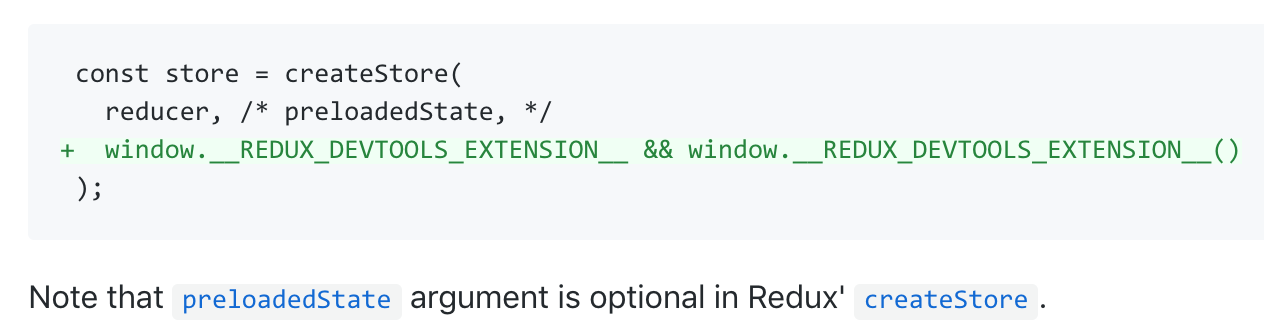 const store = createStore(
reducer, /* preloadedState, */
+ window.__REDUX_DEVTOOLS_EXTENSION__ && window.__REDUX_DEVTOOLS_EXTENSION__()
);
Note that preloadedState argument is optional in Redux' createStore.